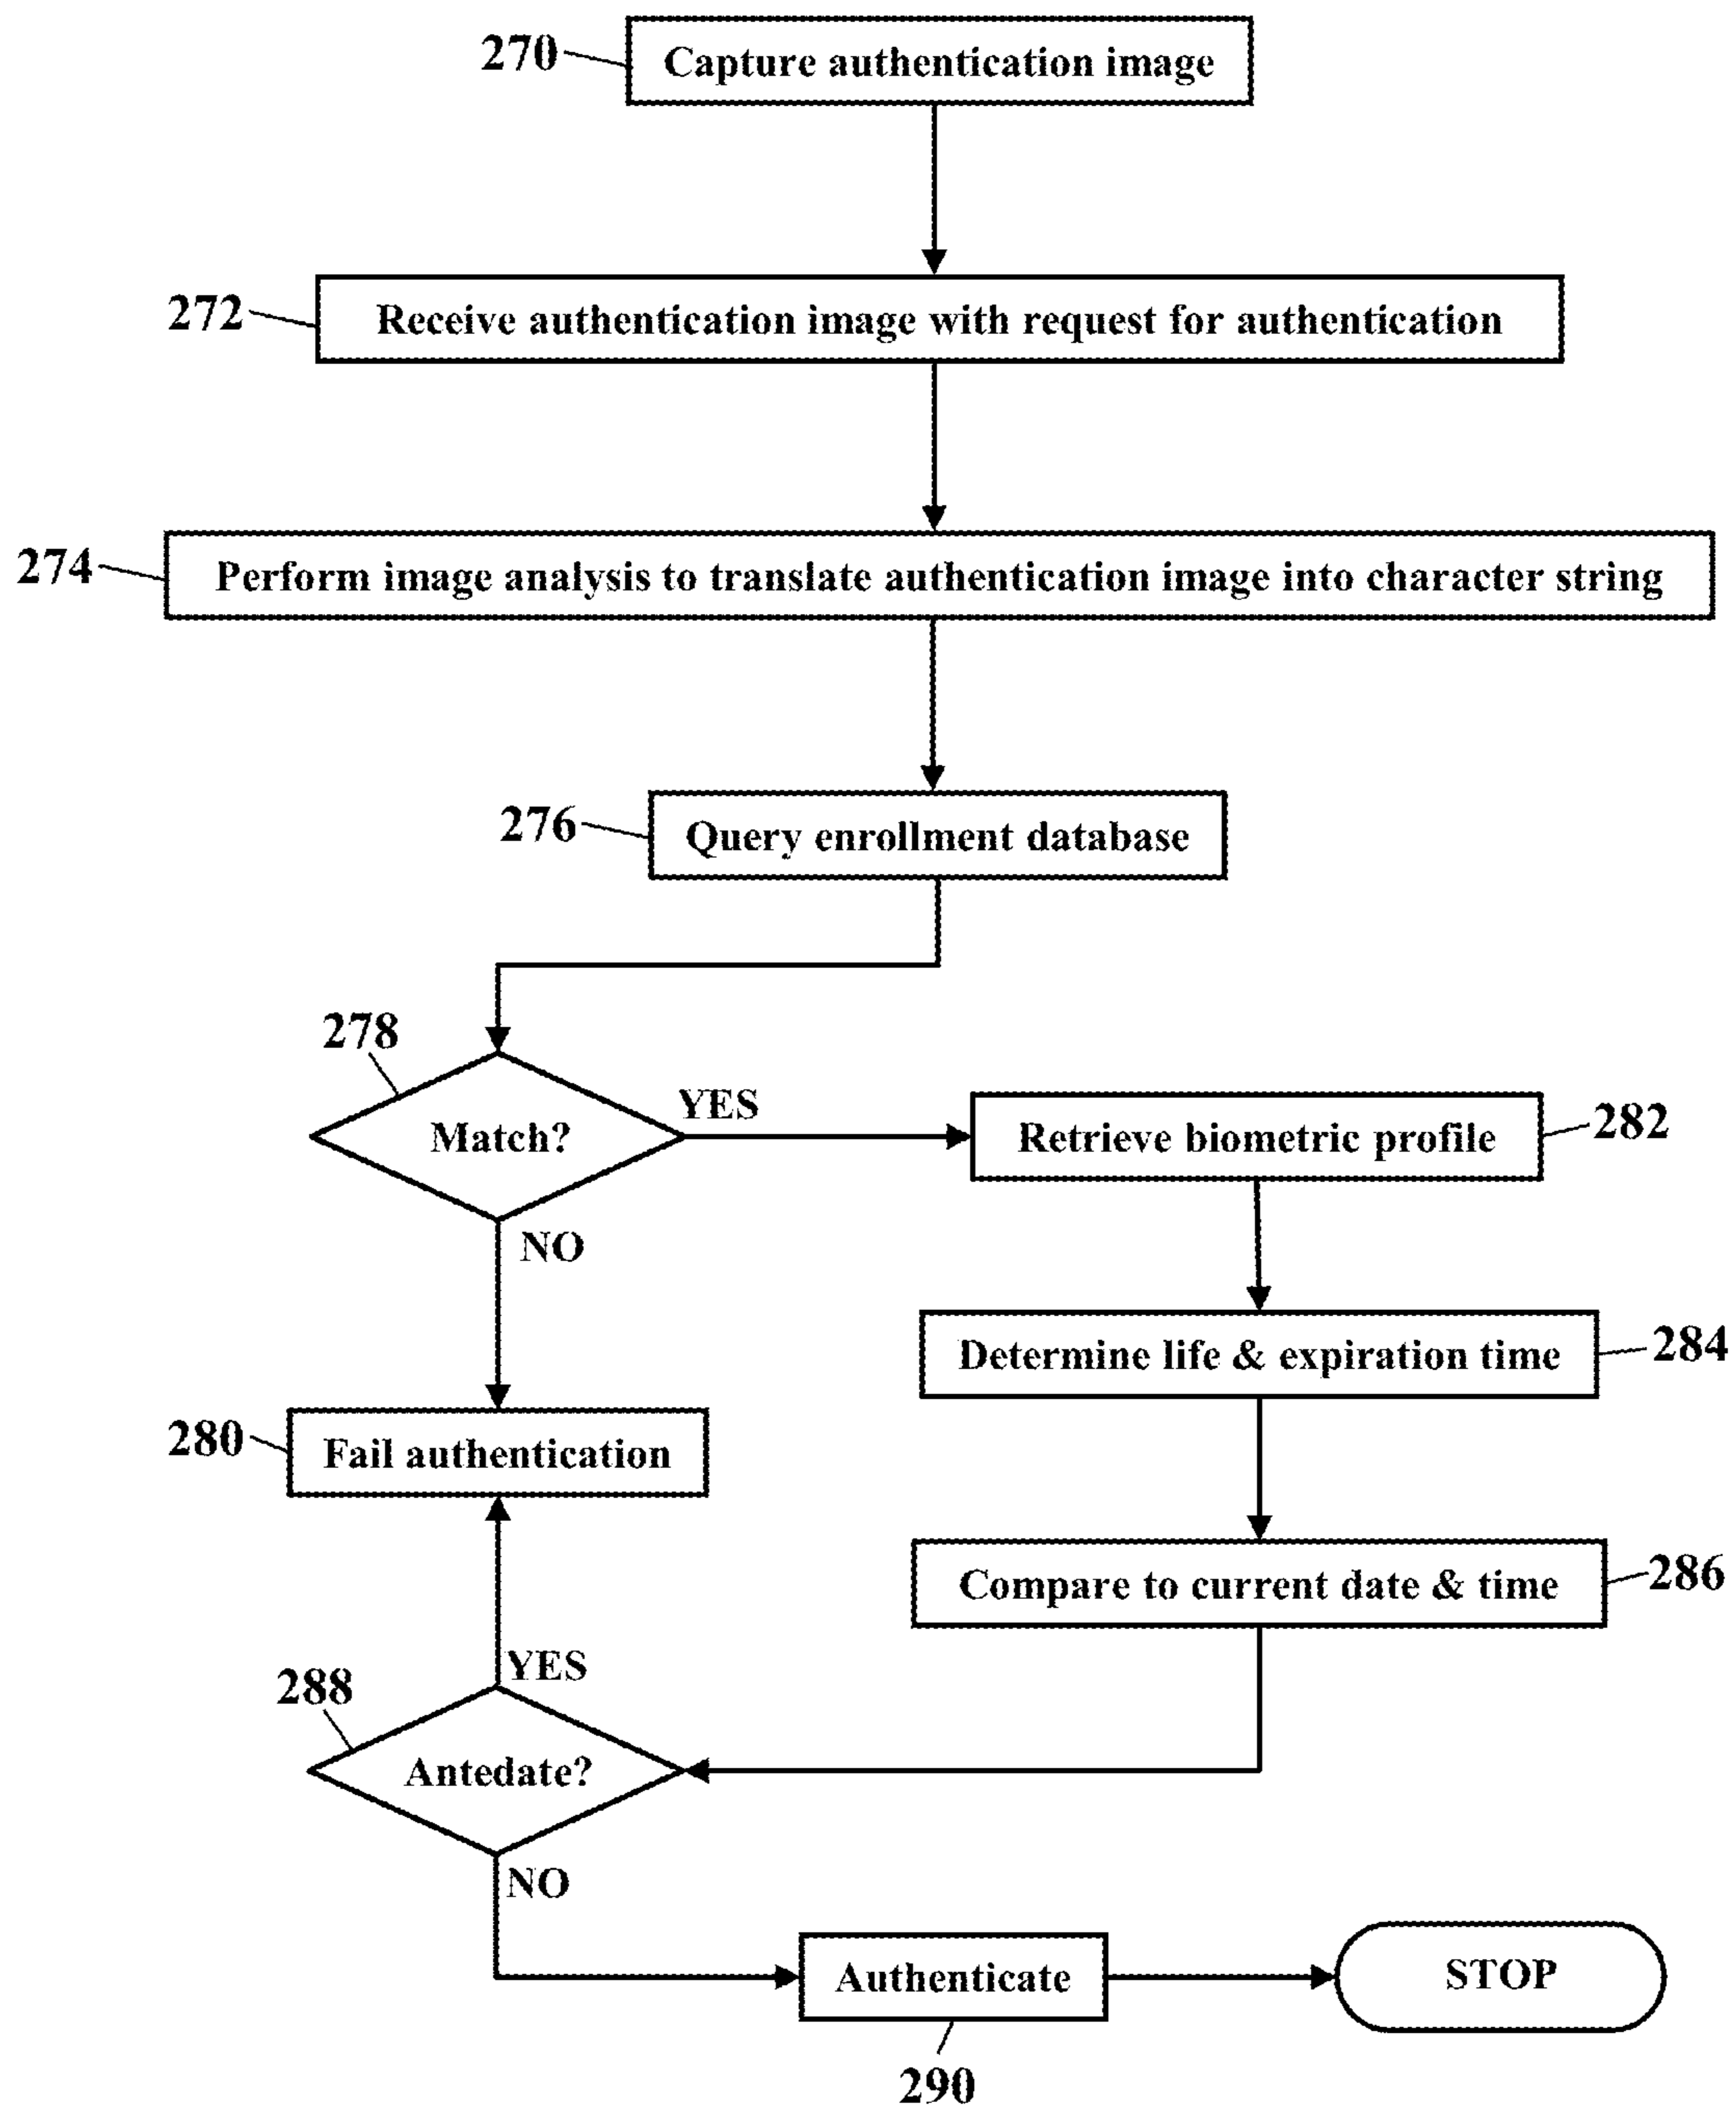 270
Capture authentication image
272
Receive authentication image with request for authentication
274
Perform image analysis to translate authentication image into character string
276
Query enrollment database
278
Match?
YES
Retrieve biometric profile
282
NO
Determine life & expiration time
284
280
Fail authentication
Compare to current date & time
286
YES
288
Antedate?
NO
Authenticate
STOP
290